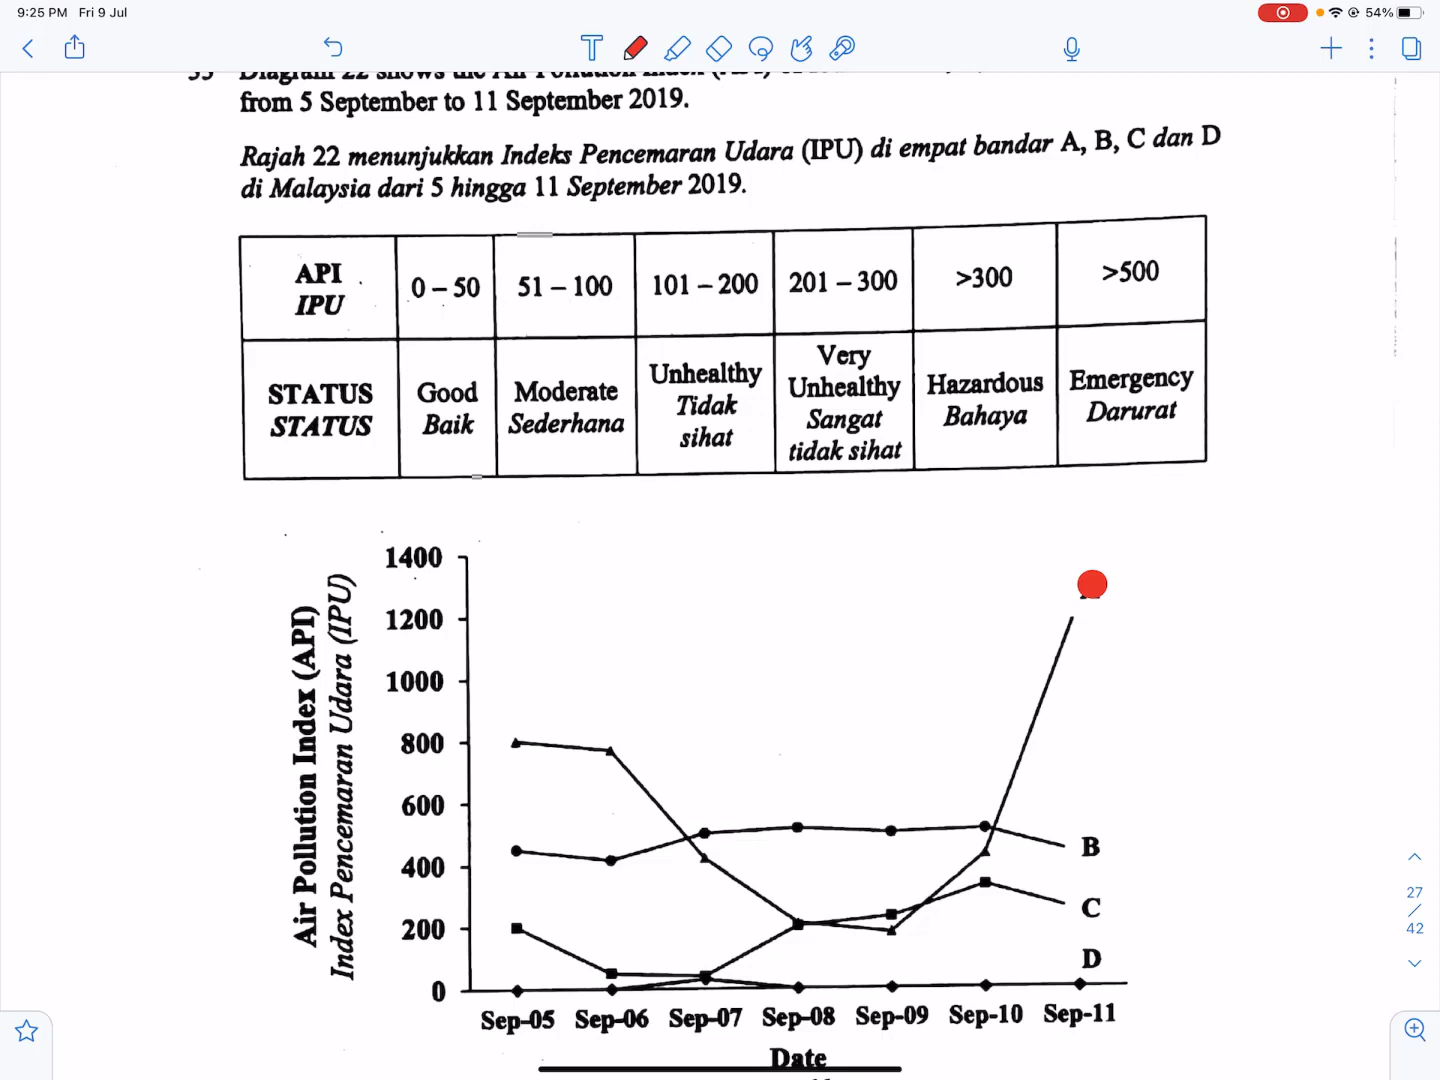 9:25 PM Fri 9 Jul
54%
from 5 September to 11 September 2019.
Rajah 22 menunjukkan Indeks Pencemaran Udara (IPU) di empat bandar A, B, C dan D
di Malaysia dari 5 hingga 11 September 2019.
API
IPU
0 – 50
51 – 100
101 – 200
201 – 300
>300
>500
STATUS
STATUS
Good
Baik
Moderate
Sederhana
Unhealthy
Tidak
sihat
Very
Unhealthy
Sangat
tidak sihat
Hazardous
Bahaya
Emergency
Darurat
Air Pollution Index (API)
Index Pencemaran Udara (IPU)
1400
1200
1000
800
600
400
200
0
B
C
D
Sep-05 Sep-06 Sep-07 Sep-08 Sep-09 Sep-10 Sep-11
Date
27
/
42